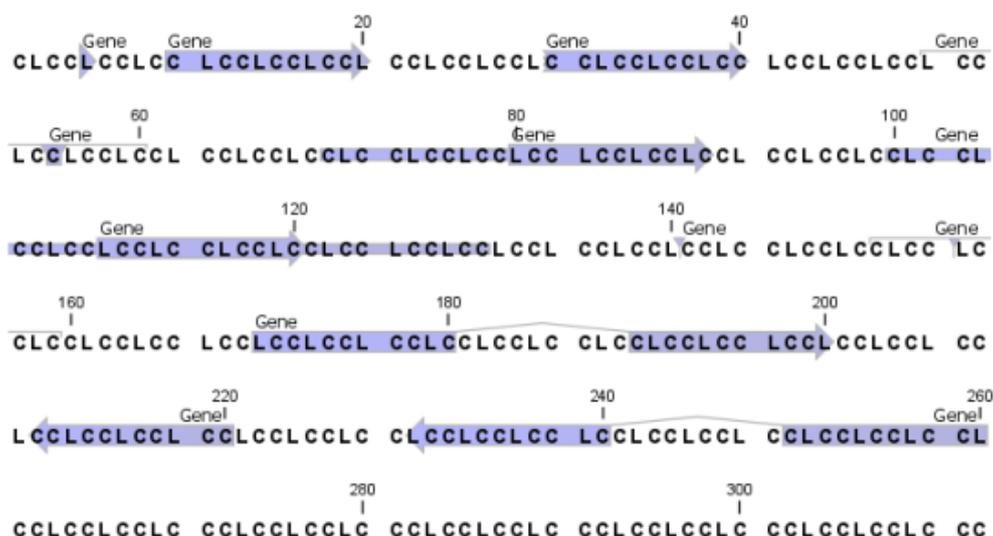 20 40
Gene Gene Gene Gene
CLCCLCCLCC LCCLCCLCCL CCLCCLCCLC CLCCLCCLCC LCCLCCLCCL CC
60 80 100
Gene Gene Gene
LCCLCCLCCL CCLCCLCCLC CLCCLCCLCC LCCLCCLCCL CCLCCLCCLC CL
120 140
Gene Gene Gene
CCLCCLCCLC CLCCLCCLCC LCCLCCLCCL CCLCCLCCLC CLCCLCCLCC LC
160 180 200
Gene
CLCCLCCLCC LCCLCCLCCL CCLCCLCCLC CLCCLCCLCC LCCLCCLCCL CC
220 240 260
Gene Gene
LCCLCCLCCL CCLCCLCCLC CLCCLCCLCC LCCLCCLCCL CCLCCLCCLC CL
280 300
CCLCCLCCLC CCLCCLCCLC CCLCCLCCLC CCLCCLCCLC CCLCCLCCLC CC